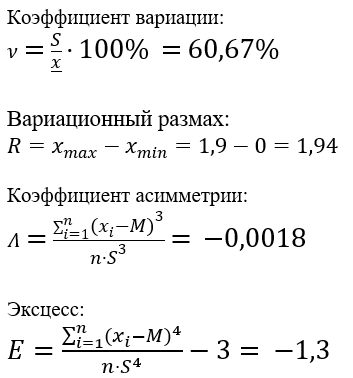 Коэффициент вариации:
ν = S/x · 100% = 60,67%
Вариационный размах:
R = x_max − x_min = 1,9 − 0 = 1,94
Коэффициент асимметрии:
Λ = Σ_{i=1}^{n}(x_i−M)^3 / n·S^3 = −0,0018
Эксцесс:
E = Σ_{i=1}^{n}(x_i−M)^4 / n·S^4 − 3 = −1,3